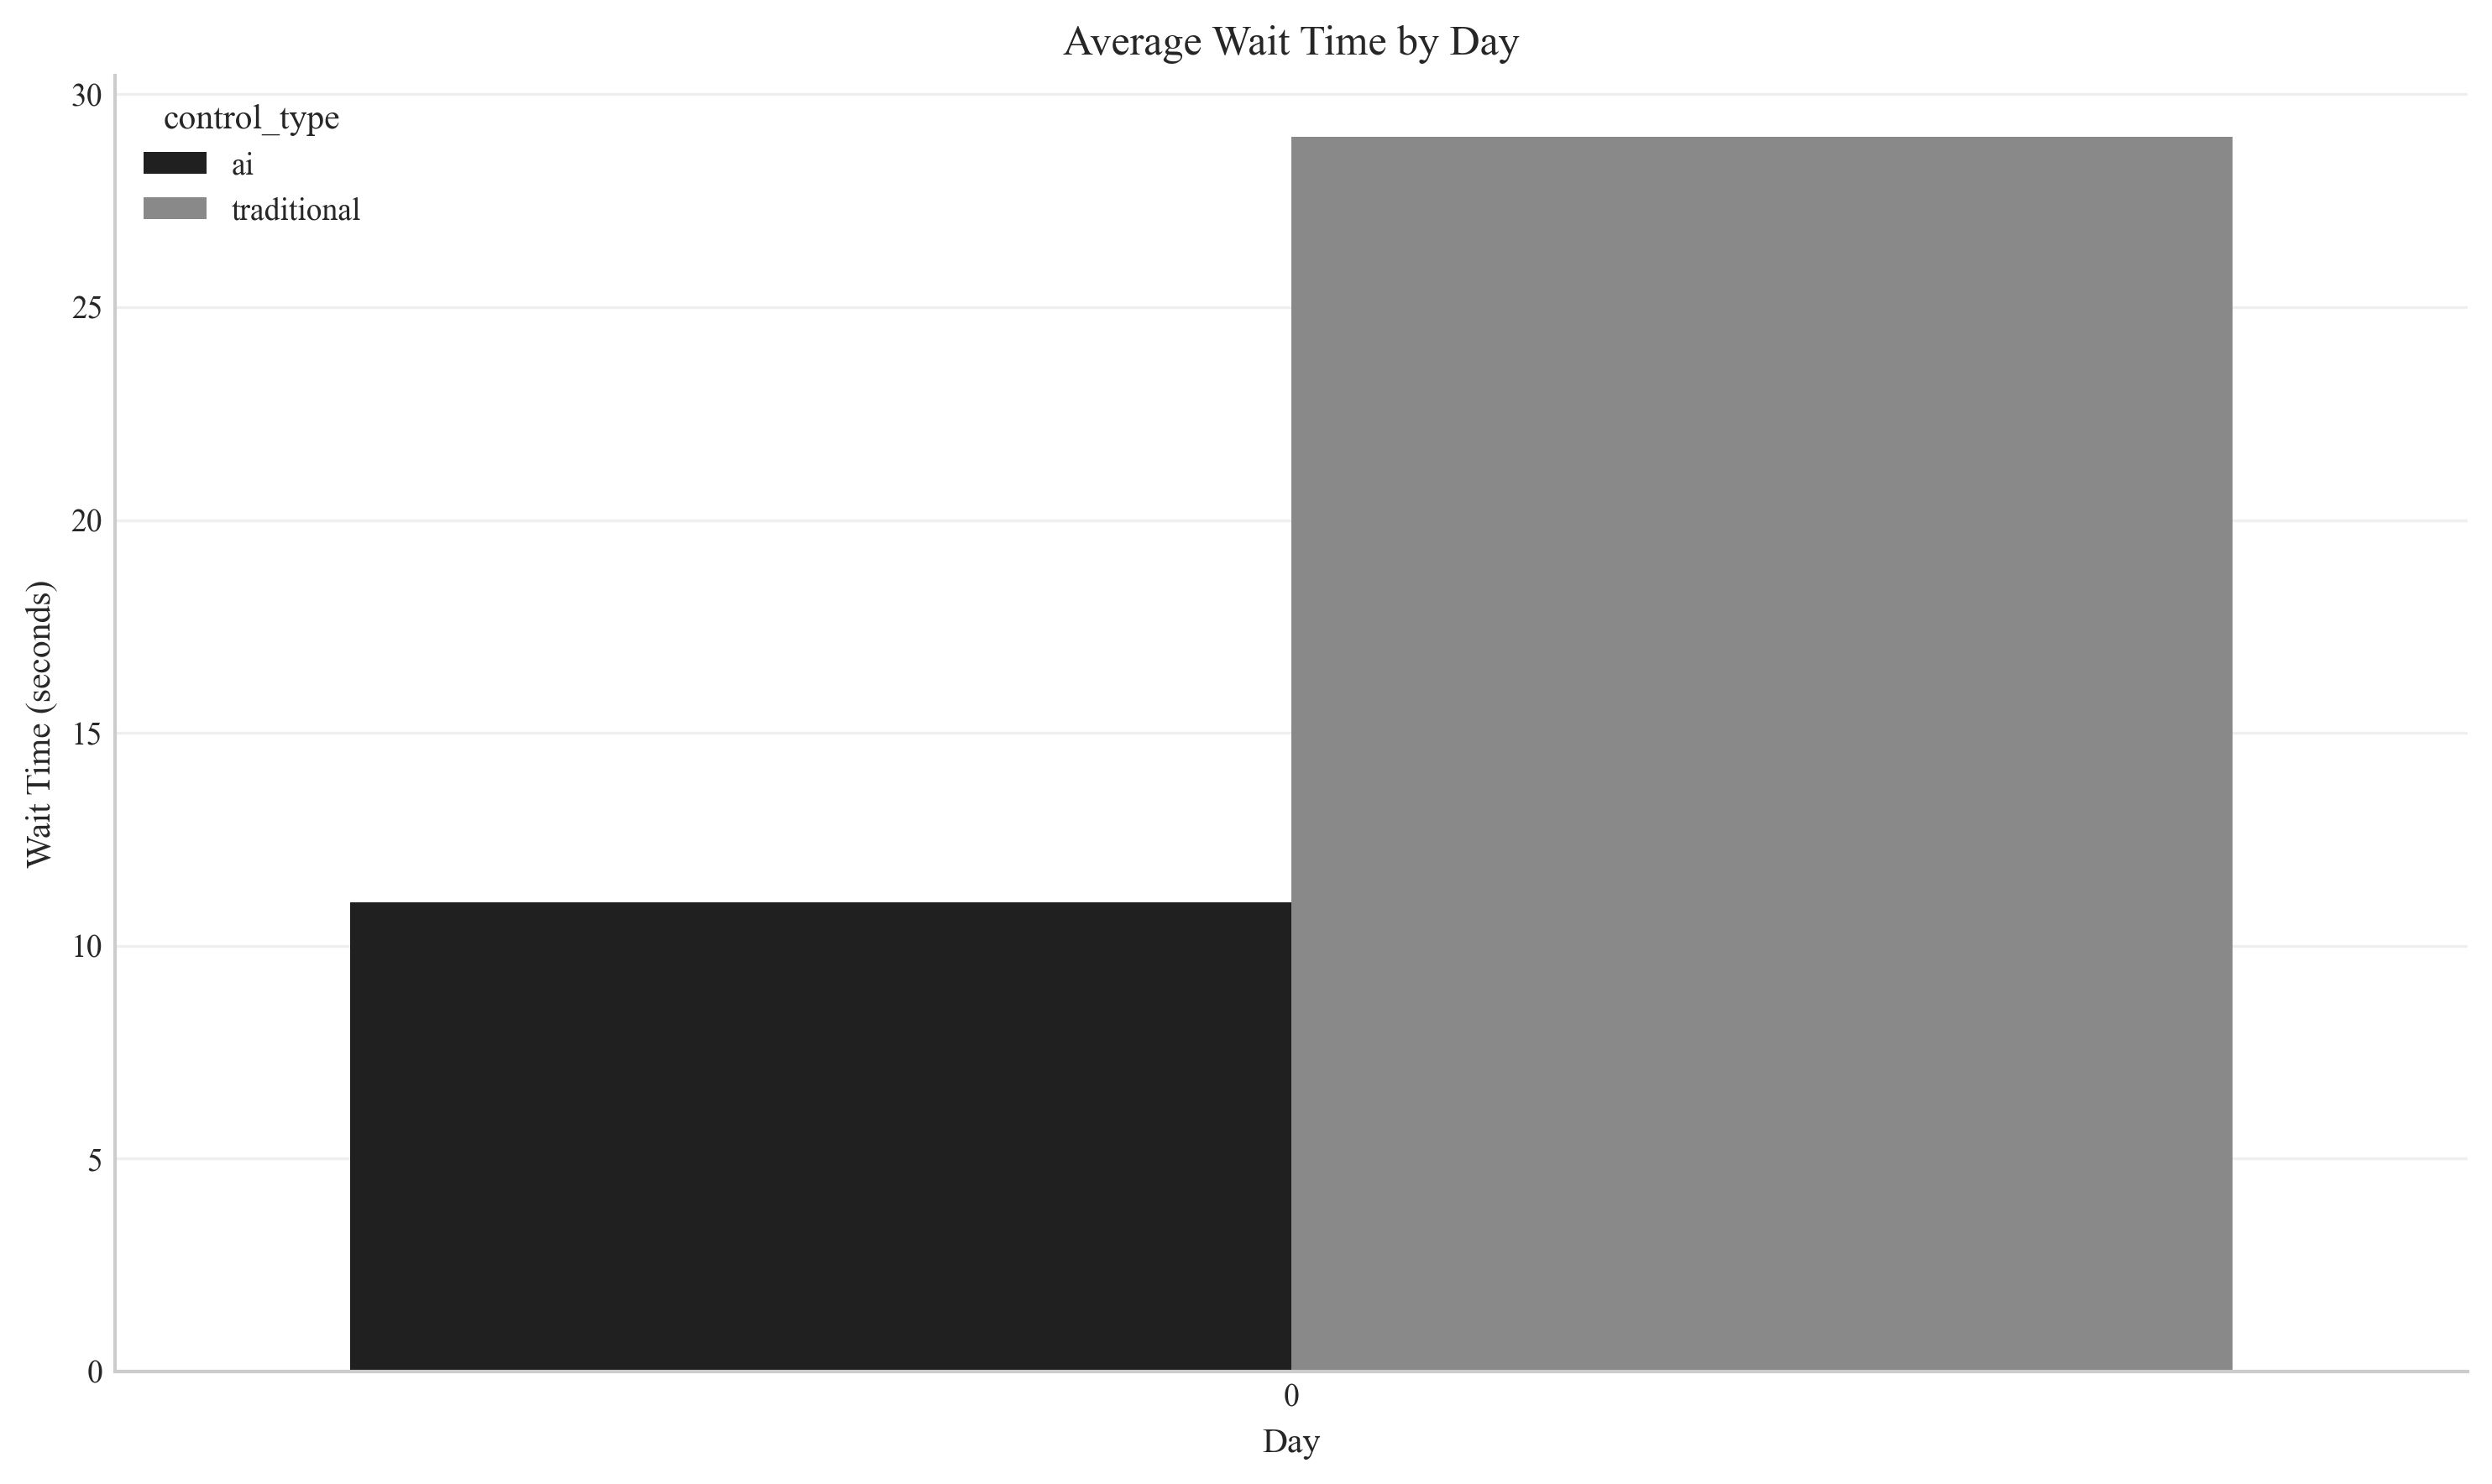 Average Wait Time by Day
control_type
ai
traditional
30
25
20
15
10
5
0
Wait Time (seconds)
0
Day